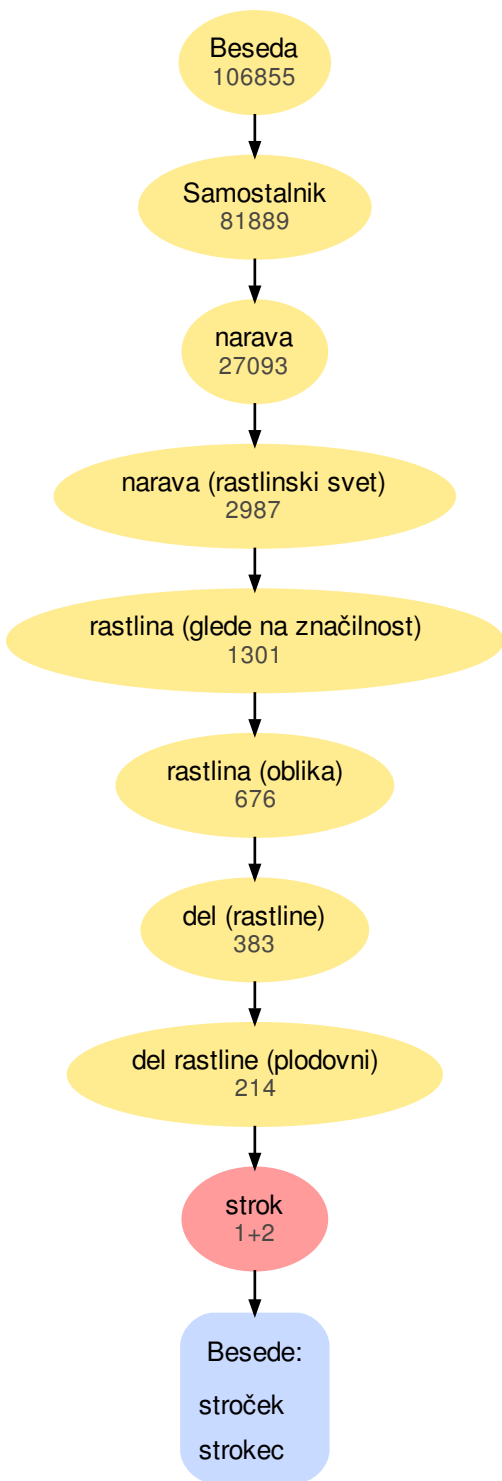 Beseda
106855
Samostalnik
81889
narava
27093
narava (rastlinski svet)
2987
rastlina (glede na značilnost)
1301
rastlina (oblika)
676
del (rastline)
383
del rastline (plodovni)
214
strok
1+2
Besede:
stroček
strokec